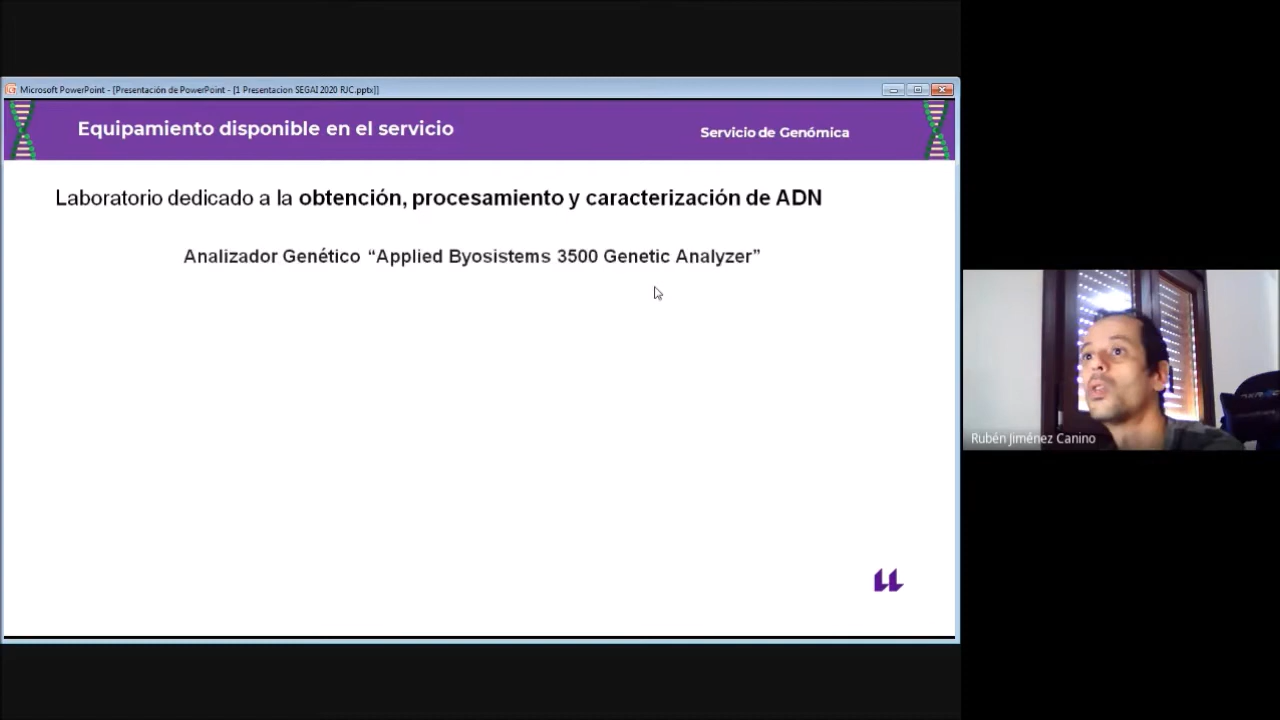 Microsoft PowerPoint - [Presentación de PowerPoint - [1 Presentacion SEGAI 2020 RJC.pptx]]
Equipamiento disponible en el servicio
Servicio de Genómica
Laboratorio dedicado a la obtención, procesamiento y caracterización de ADN
Analizador Genético “Applied Byosistems 3500 Genetic Analyzer”
Rubén Jiménez Canino